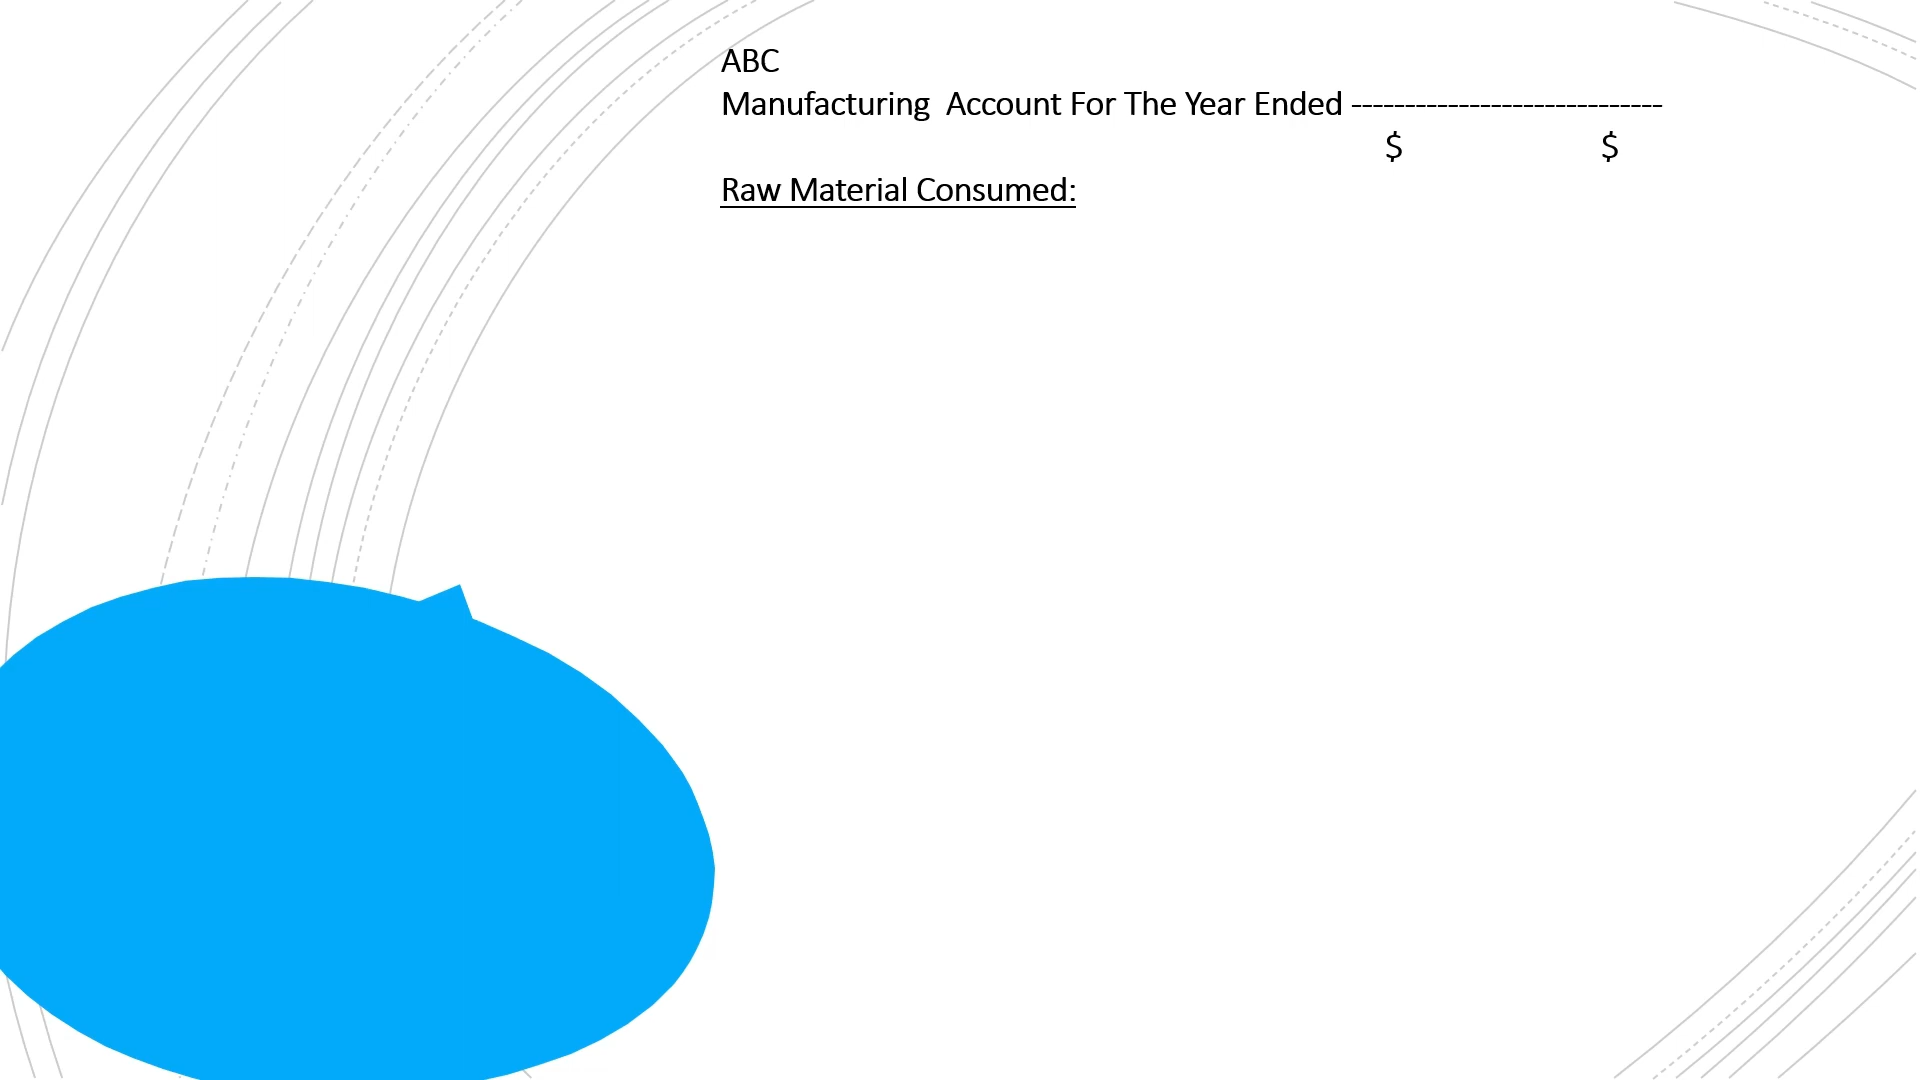 ABC
Manufacturing  Account For The Year Ended -----------------------------
$ $
Raw Material Consumed: